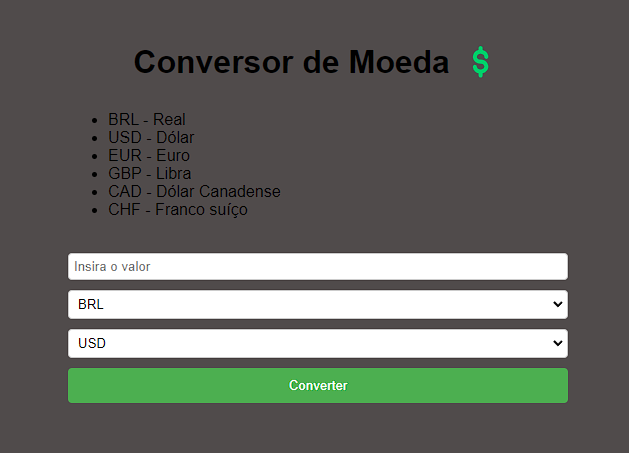 Conversor de Moeda $
BRL - Real
USD - Dólar
EUR - Euro
GBP - Libra
CAD - Dólar Canadense
CHF - Franco suíço
Insira o valor
BRL
USD
Converter